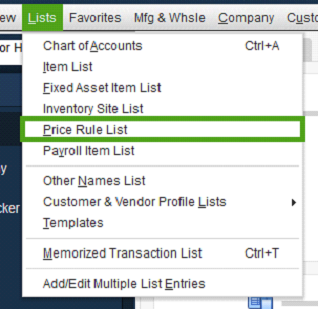 ew Lists Favorites Mfg & Whsle Company Custo
or H
Chart of Accounts Ctrl+A
Item List
Fixed Asset Item List
Inventory Site List
Price Rule List
Payroll Item List
y
Other Names List
cker
Customer & Vendor Profile Lists
Templates
Memorized Transaction List Ctrl+T
Add/Edit Multiple List Entries